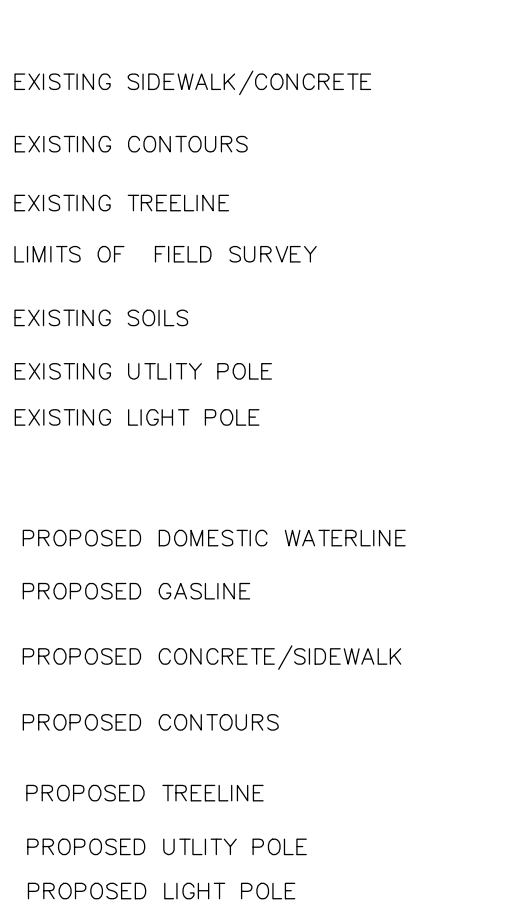 EXISTING SIDEWALK/CONCRETE
EXISTING CONTOURS
EXISTING TREELINE
LIMITS OF FIELD SURVEY
EXISTING SOILS
EXISTING UTLITY POLE
EXISTING LIGHT POLE
PROPOSED DOMESTIC WATERLINE
PROPOSED GASLINE
PROPOSED CONCRETE/SIDEWALK
PROPOSED CONTOURS
PROPOSED TREELINE
PROPOSED UTLITY POLE
PROPOSED LIGHT POLE